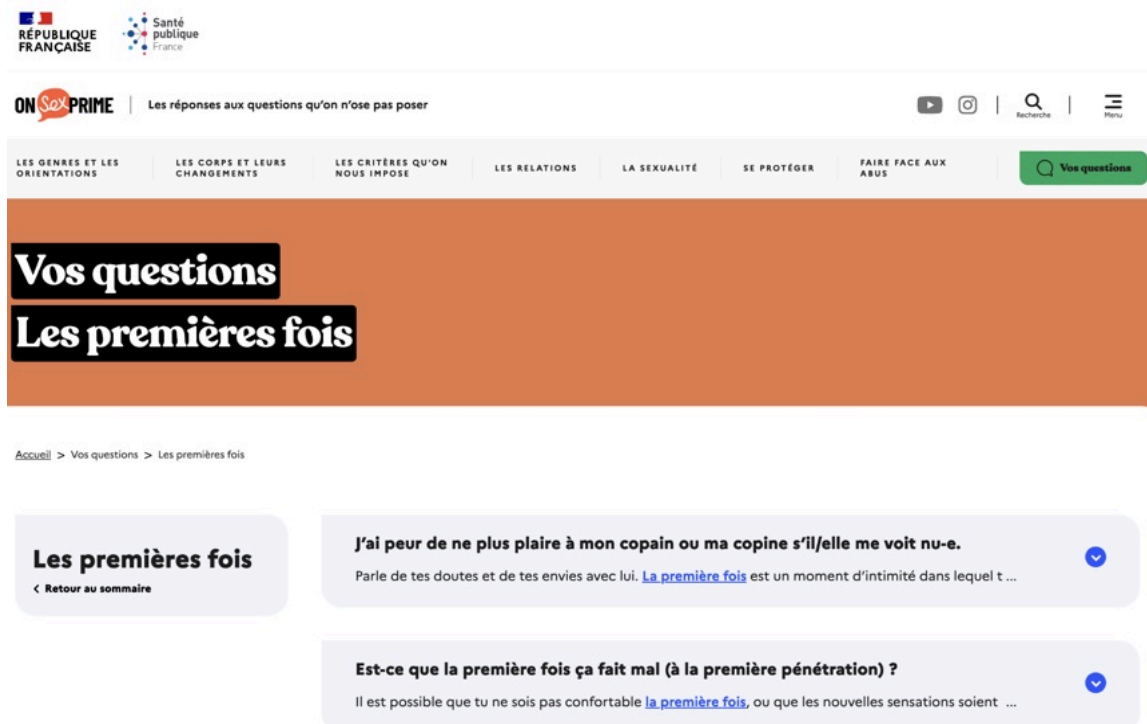 RÉPUBLIQUE
FRANÇAISE
Santé
publique
France
ON SexPRIME
Les réponses aux questions qu'on n'ose pas poser
Recherche
Menu
LES GENRES ET LES
ORIENTATIONS
LES CORPS ET LEURS
CHANGEMENTS
LES CRITÈRES QU'ON
NOUS IMPOSE
LES RELATIONS
LA SEXUALITÉ
SE PROTÉGER
FAIRE FACE AUX
ABUS
Vos questions
Vos questions
Les premières fois
Accueil > Vos questions > Les premières fois
Les premières fois
< Retour au sommaire
J'ai peur de ne plus plaire à mon copain ou ma copine s'il/elle me voit nu-e.
Parle de tes doutes et de tes envies avec lui. La première fois est un moment d'intimité dans lequel t ...
Est-ce que la première fois ça fait mal (à la première pénétration) ?
Il est possible que tu ne sois pas confortable la première fois, ou que les nouvelles sensations soient ...